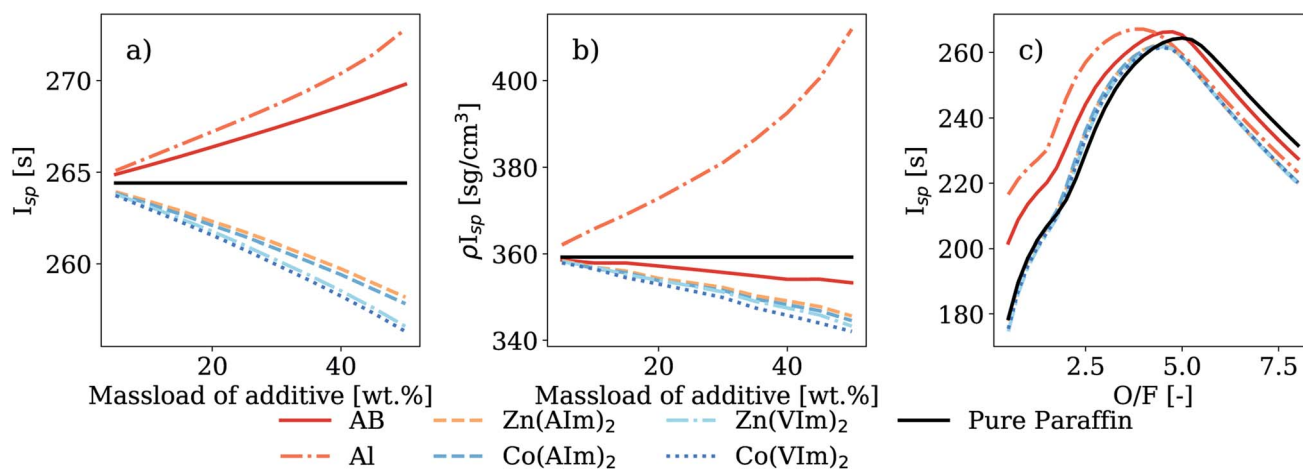 a)
270
265
260
I_sp [s]
20
40
Massload of additive [wt.%]
b)
400
380
360
340
ρI_sp [sg/cm³]
20
40
Massload of additive [wt.%]
c)
260
240
220
200
180
I_sp [s]
2.5
5.0
7.5
O/F [-]
AB
Zn(AIm)₂
Zn(VIm)₂
Pure Paraffin
Al
Co(AIm)₂
Co(VIm)₂